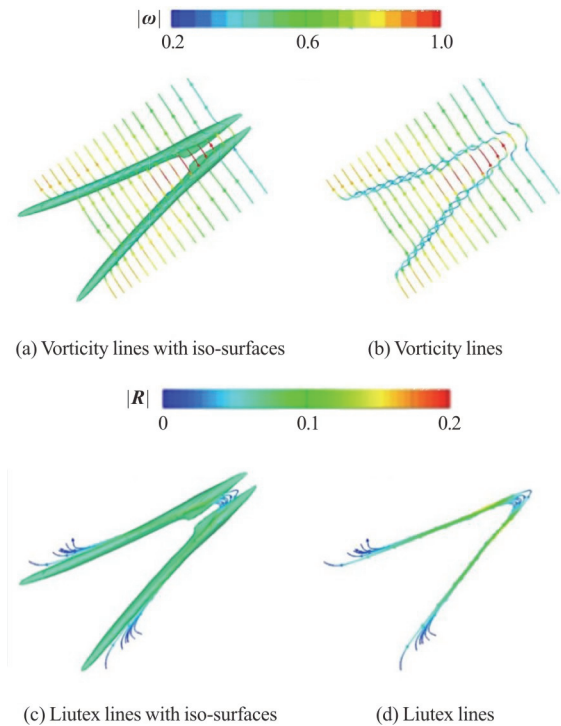 |ω|
0.2 0.6 1.0
(a) Vorticity lines with iso-surfaces
(b) Vorticity lines
|R|
0 0.1 0.2
(c) Liutex lines with iso-surfaces
(d) Liutex lines